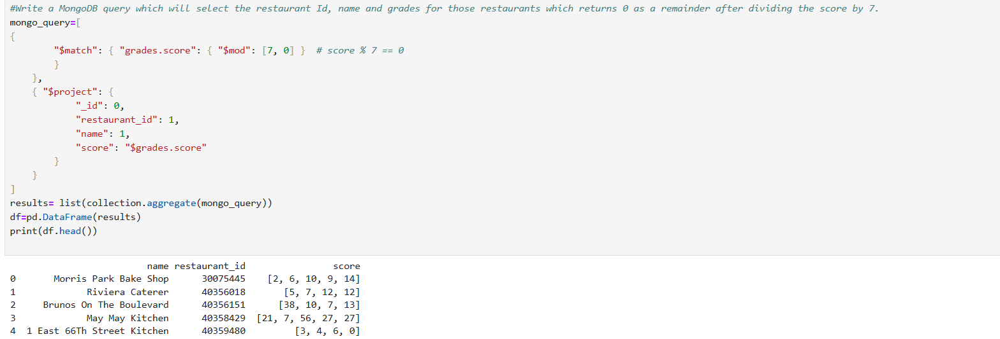 #Write a MongoDB query which will select the restaurant Id, name and grades for those restaurants which returns 0 as a remainder after dividing the score by 7.
mongo_query=[
{
        "$match": { "grades.score": { "$mod": [7, 0] }  # score % 7 == 0
        }
    },
    { "$project": {
            "_id": 0,
            "restaurant_id": 1,
            "name": 1,
            "score": "$grades.score"
        }
    }
]
results= list(collection.aggregate(mongo_query))
df=pd.DataFrame(results)
print(df.head())
                         name restaurant_id                 score
0       Morris Park Bake Shop      30075445     [2, 6, 10, 9, 14]
1             Riviera Caterer      40356018        [5, 7, 12, 12]
2     Brunos On The Boulevard      40356151       [38, 10, 7, 13]
3             May May Kitchen      40358429   [21, 7, 56, 27, 27]
4  1 East 66Th Street Kitchen      40359480          [3, 4, 6, 0]